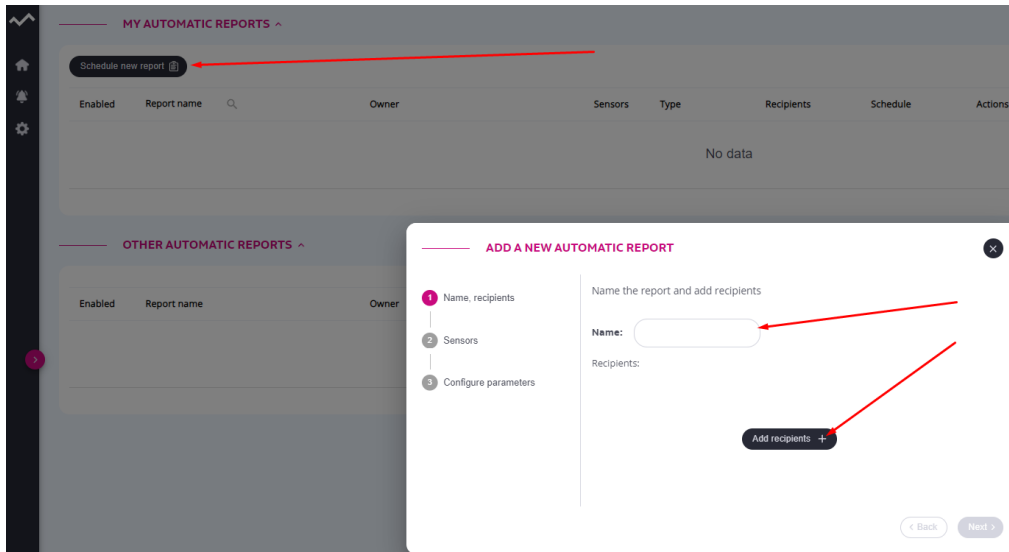 MY AUTOMATIC REPORTS
Schedule new report
Enabled Report name Owner Sensors Type Recipients Schedule Actions
No data
OTHER AUTOMATIC REPORTS
Enabled Report name Owner
ADD A NEW AUTOMATIC REPORT
1 Name, recipients
2 Sensors
3 Configure parameters
Name the report and add recipients
Name:
Recipients:
Add recipients +
< Back Next >